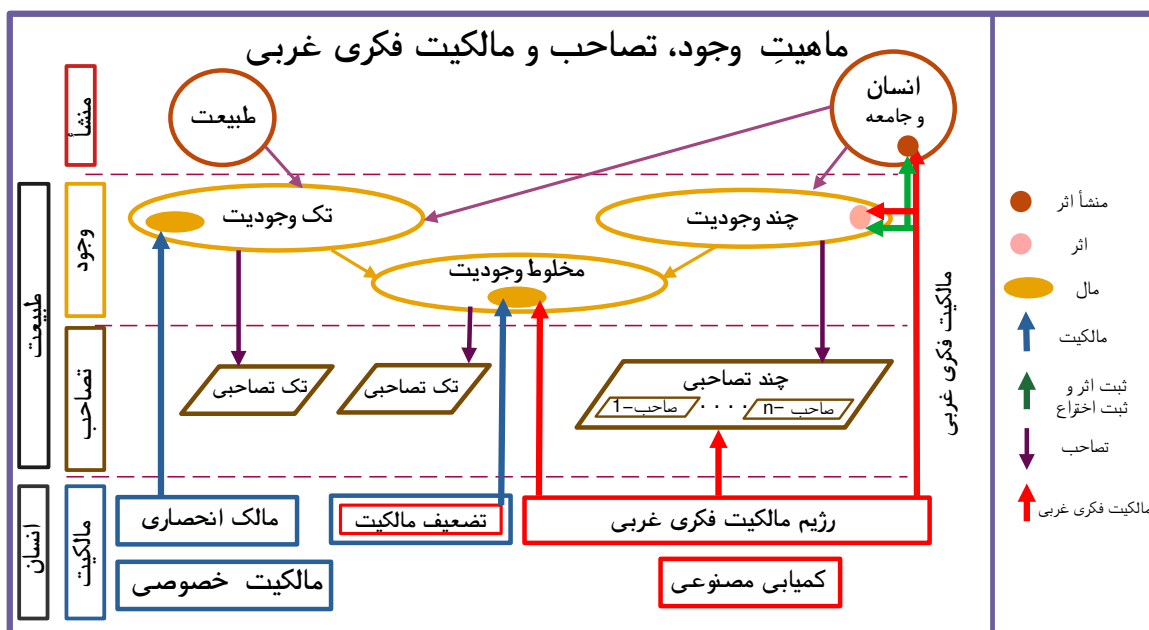 ماهیتِ وجود، تصاحب و مالکیت فکری غربی
انسان
و جامعه
طبیعت
منشأ
تک وجودیت
چند وجودیت
مخلوط وجودیت
وجود
طبیعت
تصاحب
تک تصاحبی
تک تصاحبی
چند تصاحبی
صاحب-1 . . . . صاحب -n
مالکیت فکری غربی
انسان
مالکیت
مالک انحصاری
تضعیف مالکیت
رژیم مالکیت فکری غربی
مالکیت خصوصی
کمیابی مصنوعی
منشأ اثر
اثر
مال
مالکیت
ثبت اثر و
ثبت اختراع
تصاحب
مالکیت فکری غربی